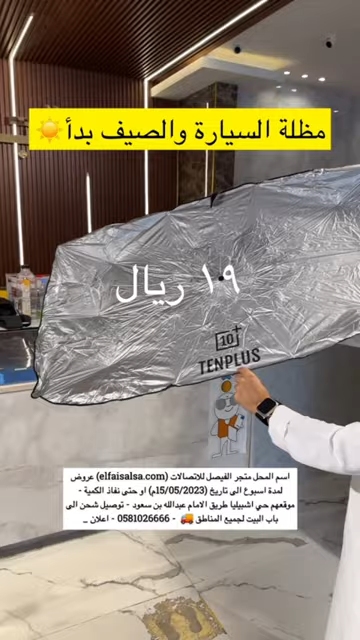 مظلة السيارة والصيف بدأ☀️
١٩ ريال
10+
TENPLUS
اسم المحل متجر الفيصل للاتصالات (elfaisalsa.com) عروض
لمدة اسبوع الى تاريخ (15/05/2023م) او حتى نفاذ الكمية -
موقعهم حي اشبيليا طريق الامام عبدالله بن سعود - توصيل شحن الى
باب البيت لجميع المناطق 🚚 - 0581026666 - اعلان ..